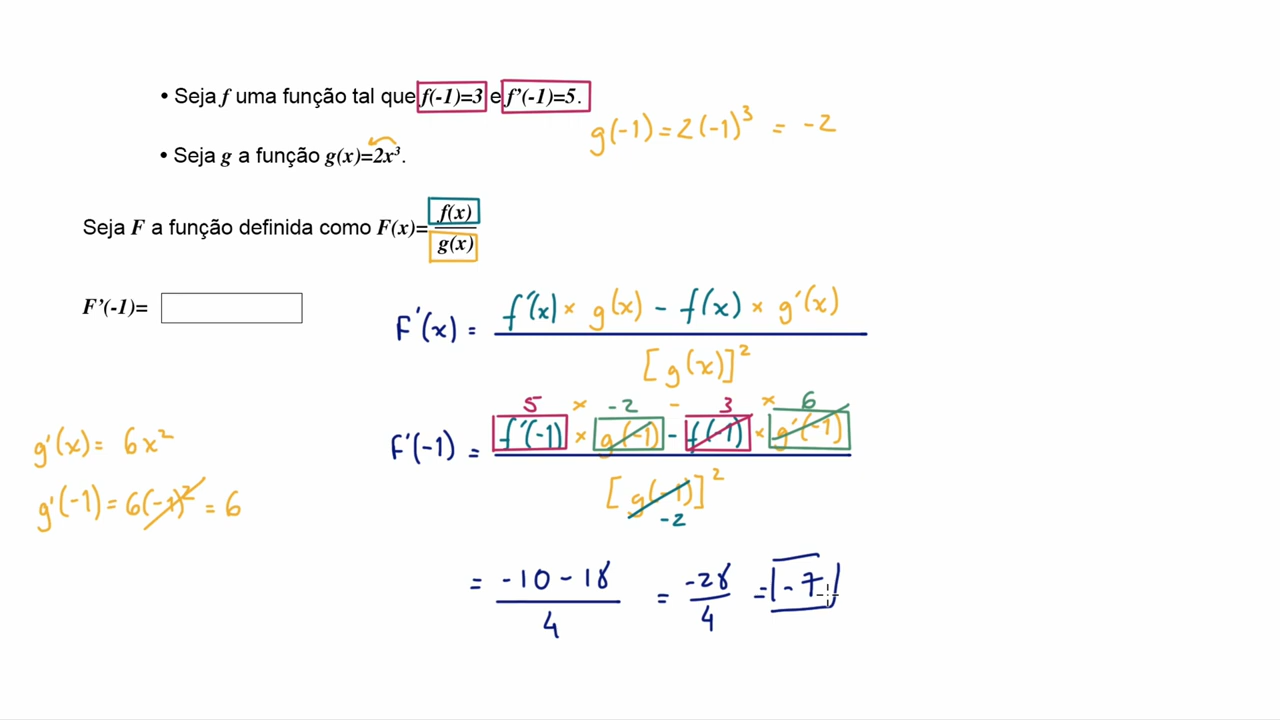 • Seja f uma função tal que f(-1)=3 e f’(-1)=5.
g(-1) = 2(-1)³ = -2
• Seja g a função g(x)=2x³.
Seja F a função definida como F(x)= f(x)
g(x)
F’(-1)=
F'(x) = f'(x) × g(x) - f(x) × g'(x)
[g(x)]²
5 × -2 - 3 × 6
F'(-1) = f'(-1) × g(-1) - f(-1) × g'(-1)
[g(-1)]²
-2
g'(x) = 6x²
g'(-1) = 6(-1)² = 6
= -10 - 18 = -28 = -7
4 4